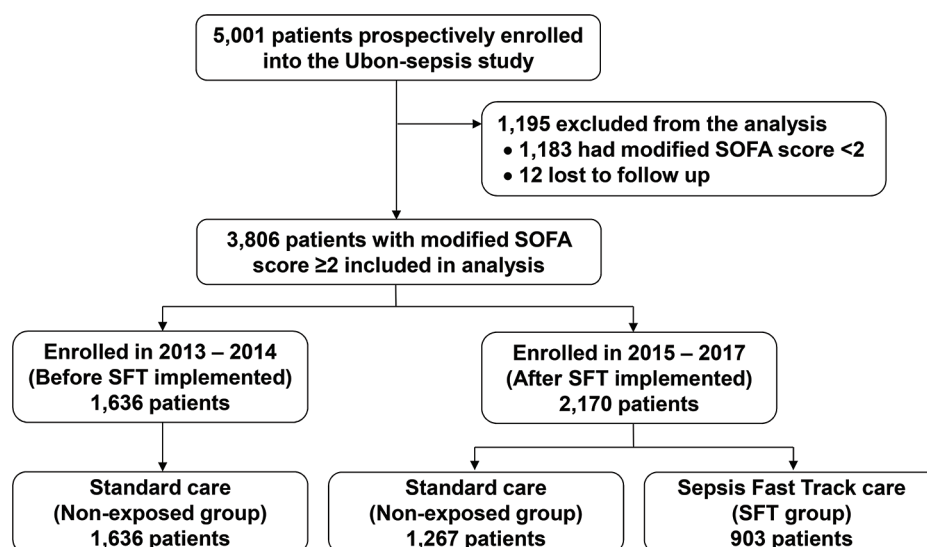 5,001 patients prospectively enrolled
into the Ubon-sepsis study
1,195 excluded from the analysis
• 1,183 had modified SOFA score <2
• 12 lost to follow up
3,806 patients with modified SOFA
score ≥2 included in analysis
Enrolled in 2013 – 2014
(Before SFT implemented)
1,636 patients
Enrolled in 2015 – 2017
(After SFT implemented)
2,170 patients
Standard care
(Non-exposed group)
1,636 patients
Standard care
(Non-exposed group)
1,267 patients
Sepsis Fast Track care
(SFT group)
903 patients